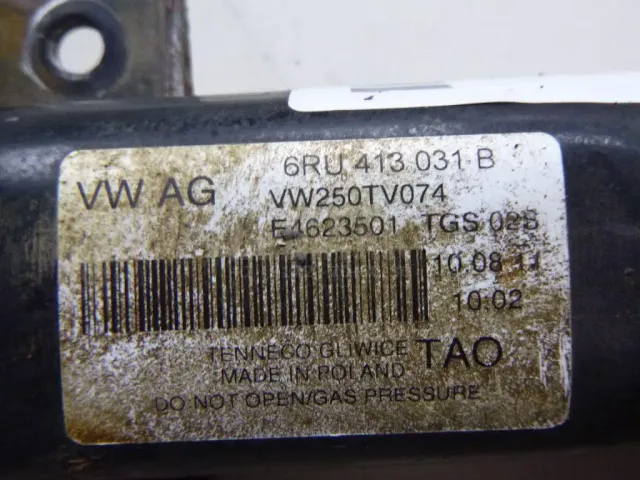 6RU 413 031 B
VW AG
VW250TV074
E4623501 TGS 02S
10.08.11
10.02
TENNECO GLIWICE TAO
MADE IN POLAND
DO NOT OPEN/GAS PRESSURE